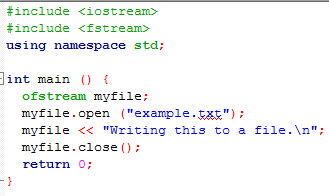 #include <iostream>
#include <fstream>
using namespace std;

int main () {
  ofstream myfile;
  myfile.open ("example.txt");
  myfile << "Writing this to a file.\n";
  myfile.close();
  return 0;
}